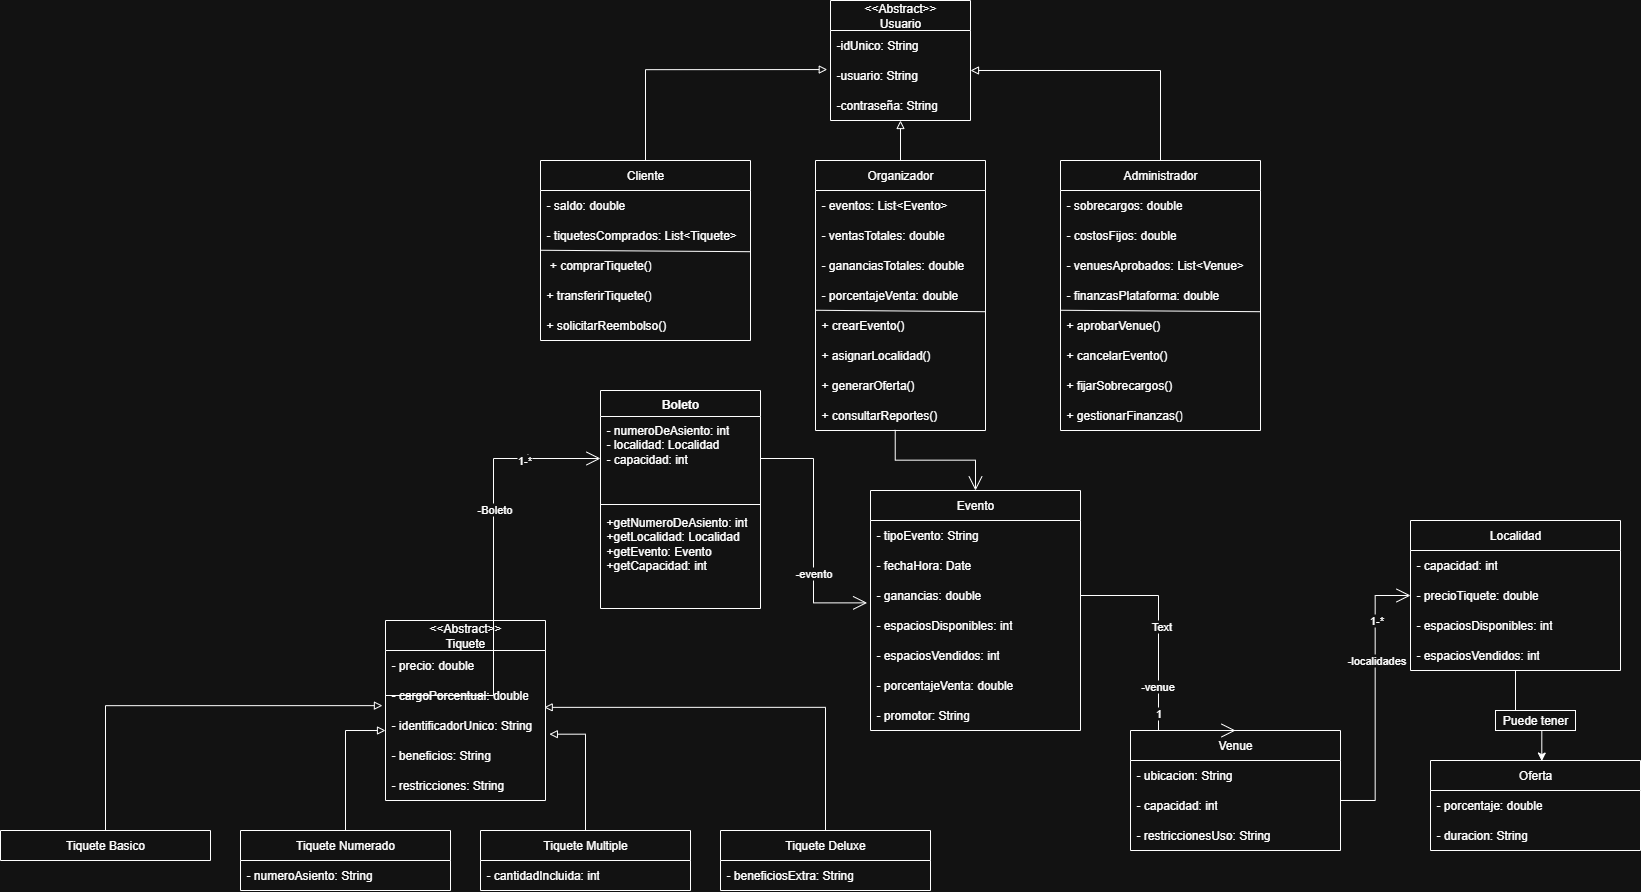 <<Abstract>>
Usuario
-idUnico: String
-usuario: String
-contraseña: String
Cliente
- saldo: double
- tiquetesComprados: List<Tiquete>
+ comprarTiquete()
+ transferirTiquete()
+ solicitarReembolso()
Organizador
- eventos: List<Evento>
- ventasTotales: double
- gananciasTotales: double
- porcentajeVenta: double
+ crearEvento()
+ asignarLocalidad()
+ generarOferta()
+ consultarReportes()
Administrador
- sobrecargos: double
- costosFijos: double
- venuesAprobados: List<Venue>
- finanzasPlataforma: double
+ aprobarVenue()
+ cancelarEvento()
+ fijarSobrecargos()
+ gestionarFinanzas()
Boleto
- numeroDeAsiento: int
- localidad: Localidad
- capacidad: int
+getNumeroDeAsiento: int
+getLocalidad: Localidad
+getEvento: Evento
+getCapacidad: int
1-*
-Boleto
-evento
Evento
- tipoEvento: String
- fechaHora: Date
- ganancias: double
- espaciosDisponibles: int
- espaciosVendidos: int
- porcentajeVenta: double
- promotor: String
Text
-venue
1
Localidad
- capacidad: int
- precioTiquete: double
- espaciosDisponibles: int
- espaciosVendidos: int
1-*
-localidades
Puede tener
<<Abstract>>
Tiquete
- precio: double
- cargoPorcentual: double
- identificadorUnico: String
- beneficios: String
- restricciones: String
Venue
- ubicacion: String
- capacidad: int
- restriccionesUso: String
Oferta
- porcentaje: double
- duracion: String
Tiquete Basico
Tiquete Numerado
- numeroAsiento: String
Tiquete Multiple
- cantidadIncluida: int
Tiquete Deluxe
- beneficiosExtra: String